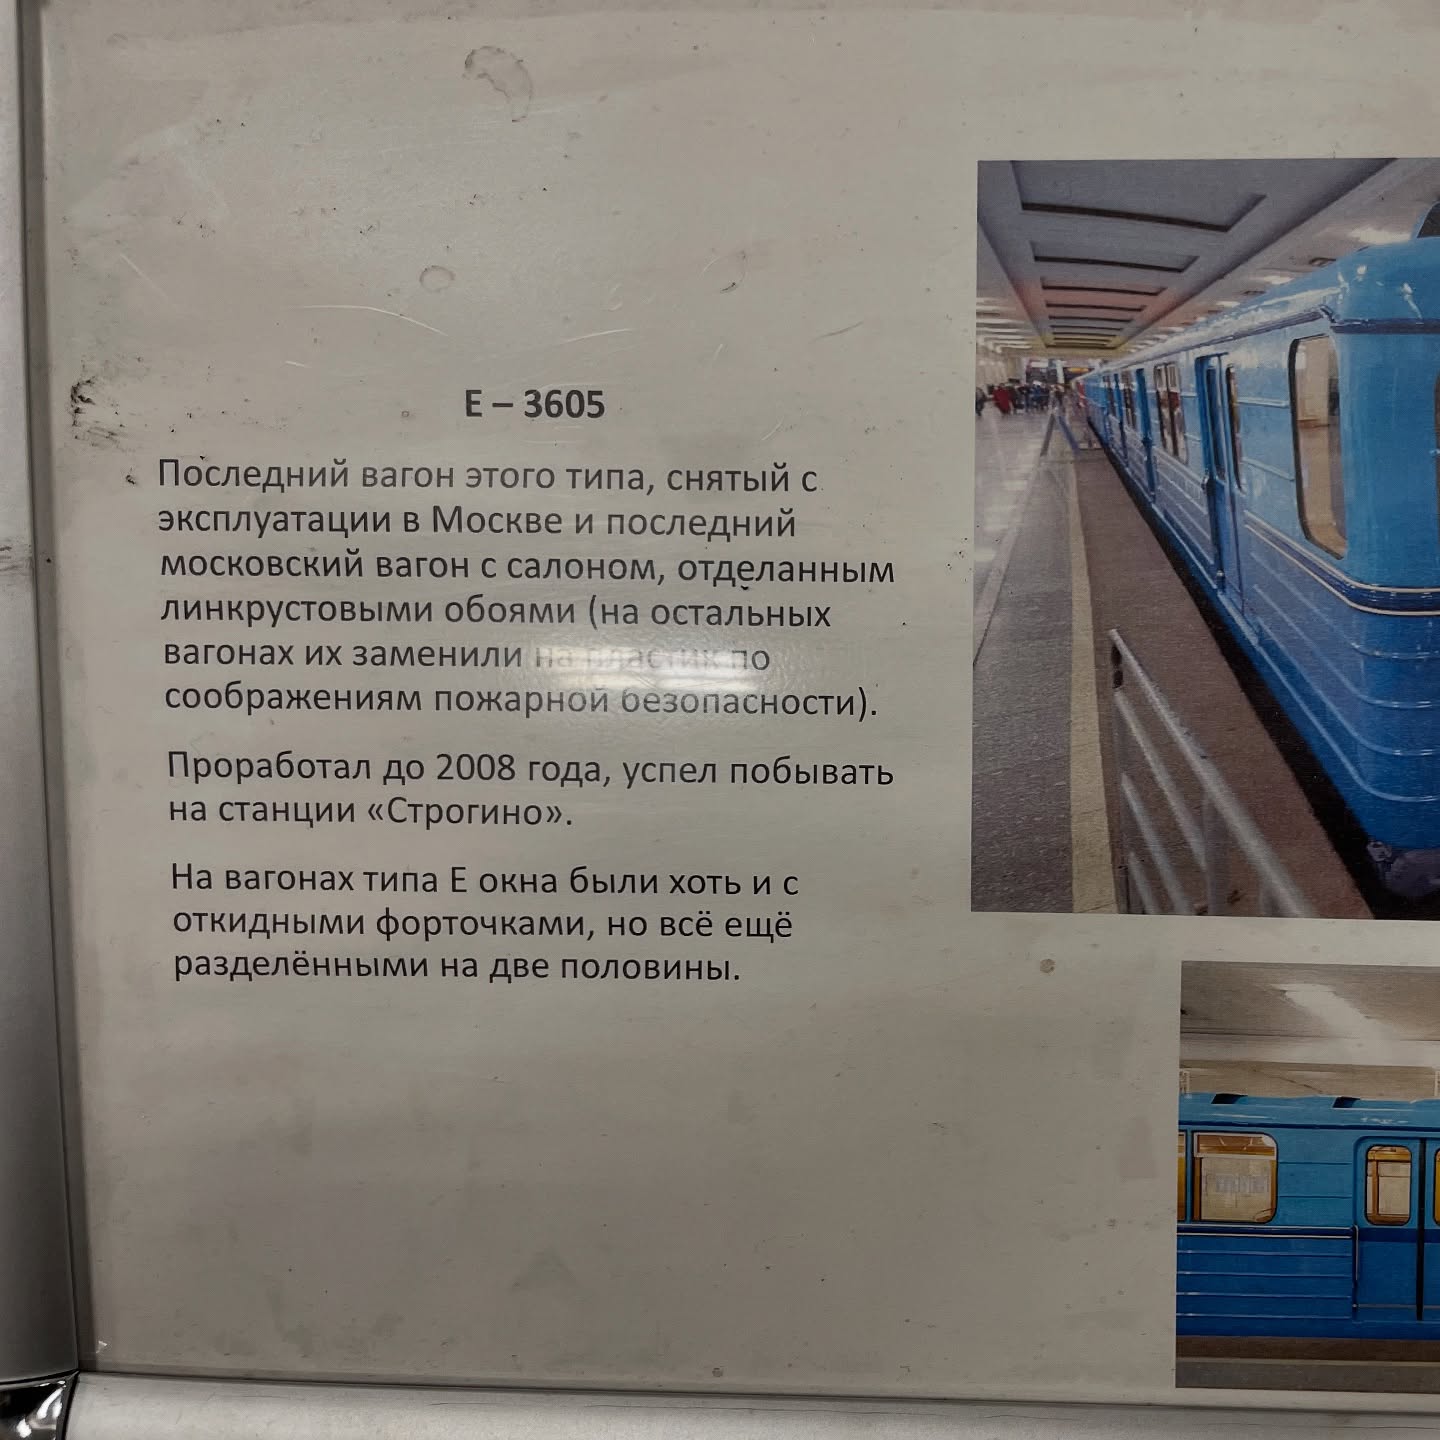 Е – 3605
Последний вагон этого типа, снятый с
эксплуатации в Москве и последний
московский вагон с салоном, отделанным
линкрустовыми обоями (на остальных
вагонах их заменили на пластик по
соображениям пожарной безопасности).
Проработал до 2008 года, успел побывать
на станции «Строгино».
На вагонах типа Е окна были хоть и с
откидными форточками, но всё ещё
разделёнными на две половины.